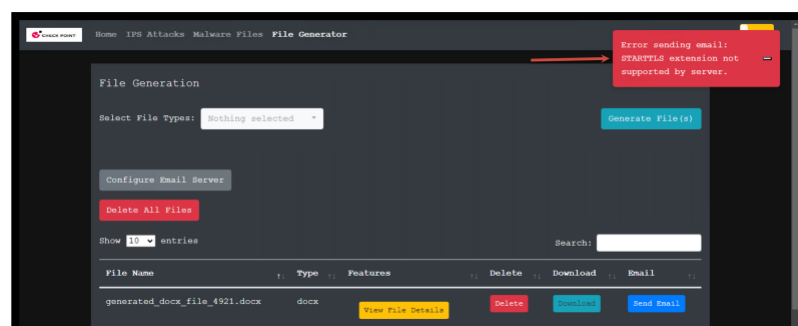 CHECK POINT
Home IPS Attacks Malware Files File Generator
Error sending email:
STARTTLS extension not
supported by server.
File Generation
Select File Types: Nothing selected
Generate File(s)
Configure Email Server
Delete All Files
Show 10 entries
Search:
File Name Type Features Delete Download Email
generated_docx_file_4921.docx docx View File Details Delete Download Send Email